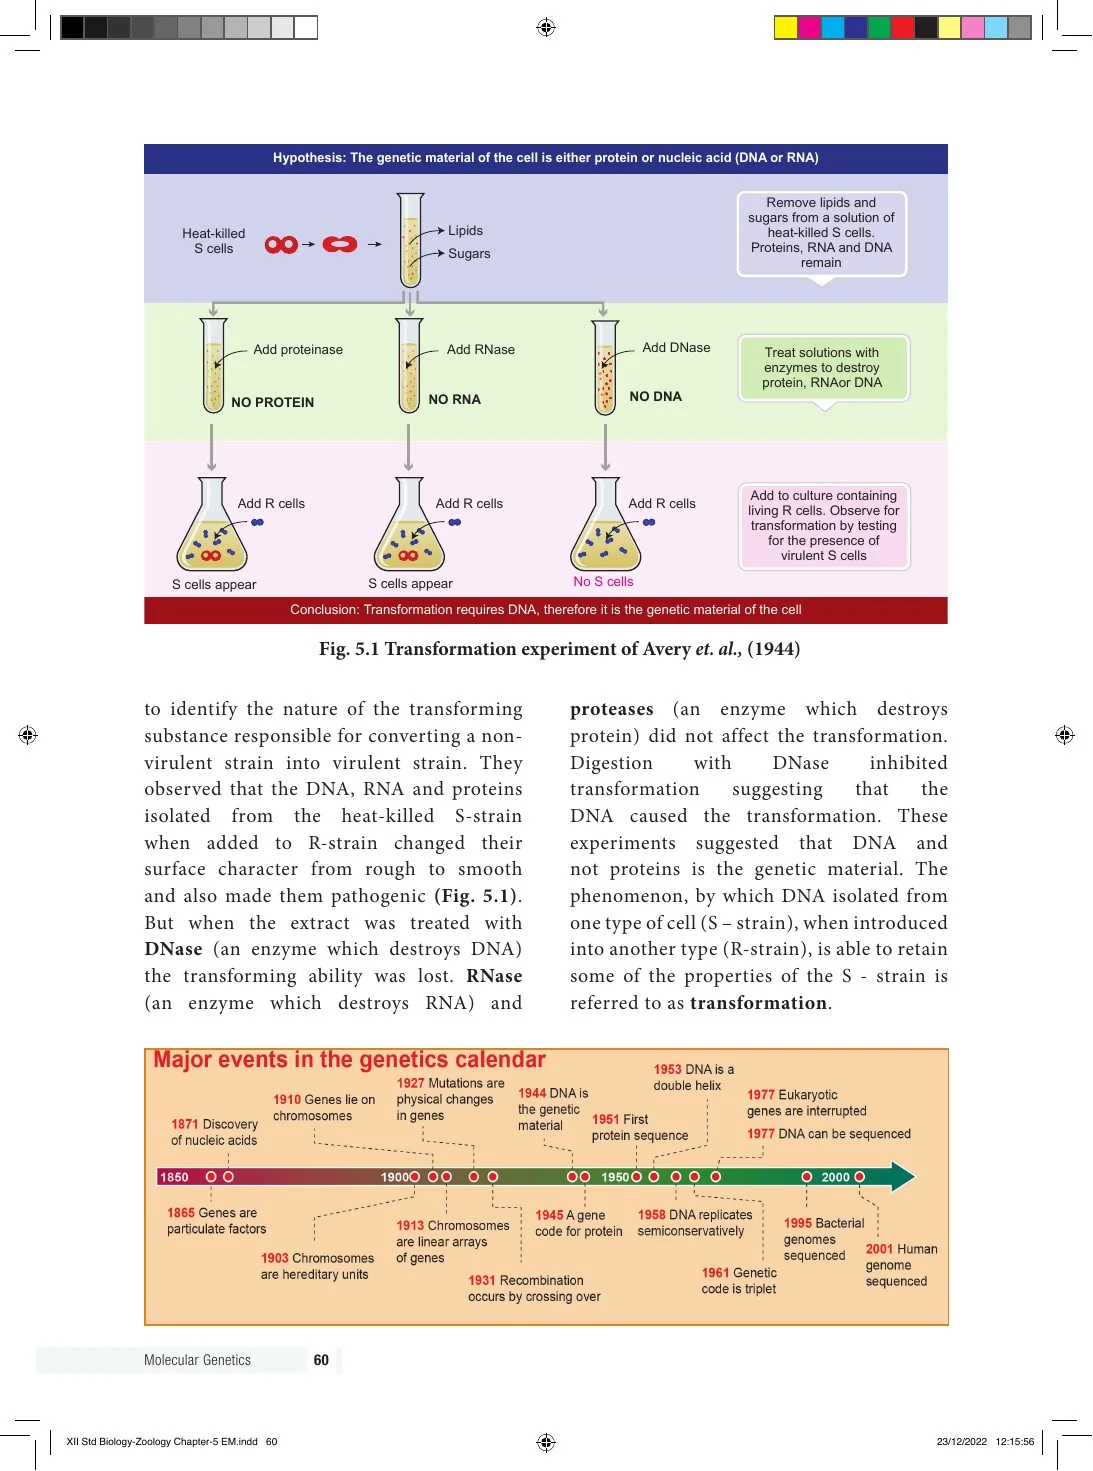 Hypothesis: The genetic material of the cell is either protein or nucleic acid (DNA or RNA)
Heat-killed
S cells
Lipids
Sugars
Remove lipids and
sugars from a solution of
heat-killed S cells.
Proteins, RNA and DNA
remain
Add proteinase
NO PROTEIN
Add RNase
NO RNA
Add DNase
NO DNA
Treat solutions with
enzymes to destroy
protein, RNAor DNA
Add R cells
S cells appear
Add R cells
S cells appear
Add R cells
No S cells
Add to culture containing
living R cells. Observe for
transformation by testing
for the presence of
virulent S cells
Conclusion: Transformation requires DNA, therefore it is the genetic material of the cell
Fig. 5.1 Transformation experiment of Avery et. al., (1944)
to identify the nature of the transforming
substance responsible for converting a non-
virulent strain into virulent strain. They
observed that the DNA, RNA and proteins
isolated from the heat-killed S-strain
when added to R-strain changed their
surface character from rough to smooth
and also made them pathogenic (Fig. 5.1).
But when the extract was treated with
DNase (an enzyme which destroys DNA)
the transforming ability was lost. RNase
(an enzyme which destroys RNA) and
proteases (an enzyme which destroys
protein) did not affect the transformation.
Digestion with DNase inhibited
transformation suggesting that the
DNA caused the transformation. These
experiments suggested that DNA and
not proteins is the genetic material. The
phenomenon, by which DNA isolated from
one type of cell (S – strain), when introduced
into another type (R-strain), is able to retain
some of the properties of the S - strain is
referred to as transformation.
Major events in the genetics calendar
1871 Discovery
of nucleic acids
1910 Genes lie on
chromosomes
1927 Mutations are
physical changes
in genes
1944 DNA is
the genetic
material
1951 First
protein sequence
1953 DNA is a
double helix
1977 Eukaryotic
genes are interrupted
1977 DNA can be sequenced
1850
1900
1950
2000
1865 Genes are
particulate factors
1903 Chromosomes
are hereditary units
1913 Chromosomes
are linear arrays
of genes
1931 Recombination
occurs by crossing over
1945 A gene
code for protein
1958 DNA replicates
semiconservatively
1961 Genetic
code is triplet
1995 Bacterial
genomes
sequenced
2001 Human
genome
sequenced
Molecular Genetics 60
XII Std Biology-Zoology Chapter-5 EM.indd 60
23/12/2022 12:15:56